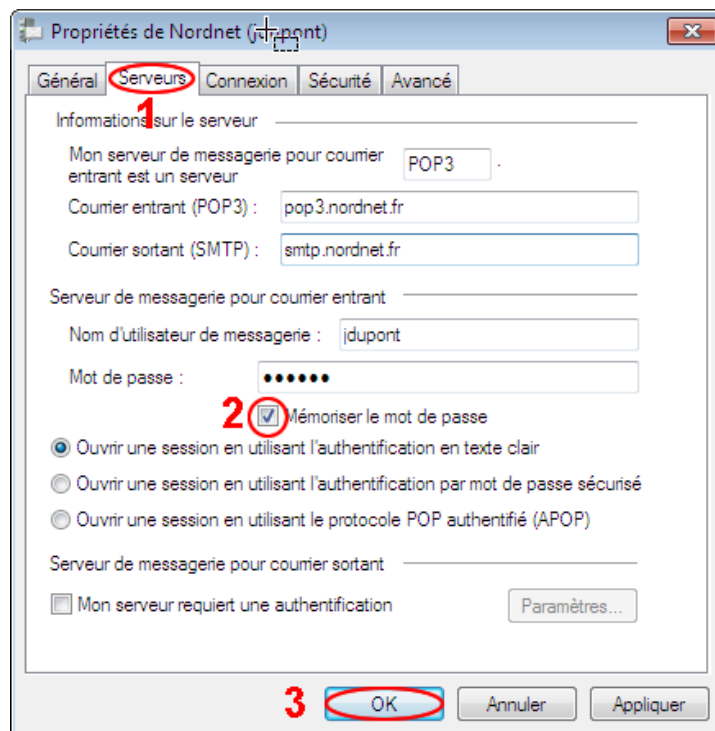 Propriétés de Nordnet (jdupont)
Général Serveurs Connexion Sécurité Avancé
1
Informations sur le serveur
Mon serveur de messagerie pour courrier
entrant est un serveur
POP3
Courrier entrant (POP3) : pop3.nordnet.fr
Courrier sortant (SMTP) : smtp.nordnet.fr
Serveur de messagerie pour courrier entrant
Nom d'utilisateur de messagerie : jdupont
Mot de passe : ●●●●●●
2 Mémoriser le mot de passe
Ouvrir une session en utilisant l'authentification en texte clair
Ouvrir une session en utilisant l'authentification par mot de passe sécurisé
Ouvrir une session en utilisant le protocole POP authentifié (APOP)
Serveur de messagerie pour courrier sortant
Mon serveur requiert une authentification Paramètres...
3 OK Annuler Appliquer